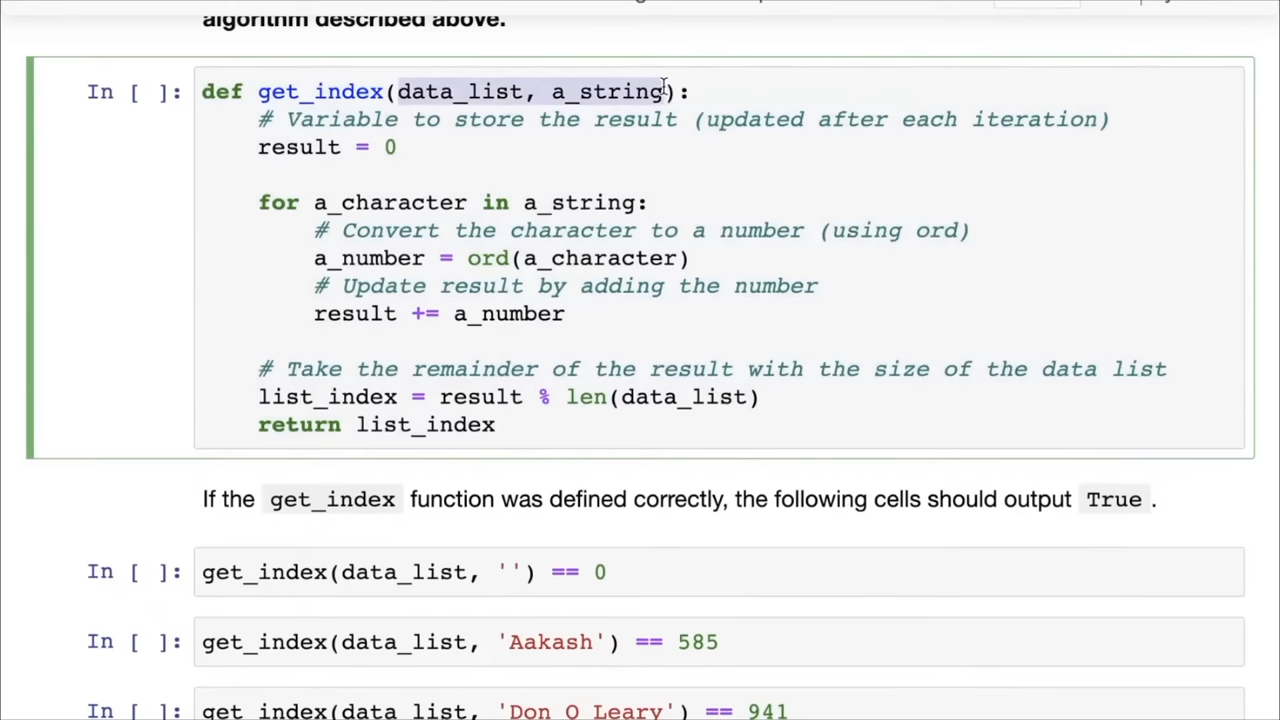 algorithm described above.
In [ ]: def get_index(data_list, a_string):
# Variable to store the result (updated after each iteration)
result = 0
for a_character in a_string:
# Convert the character to a number (using ord)
a_number = ord(a_character)
# Update result by adding the number
result += a_number
# Take the remainder of the result with the size of the data list
list_index = result % len(data_list)
return list_index
If the get_index function was defined correctly, the following cells should output True .
In [ ]: get_index(data_list, '') == 0
In [ ]: get_index(data_list, 'Aakash') == 585
In [ ]: get_index(data_list, 'Don O Leary') == 941